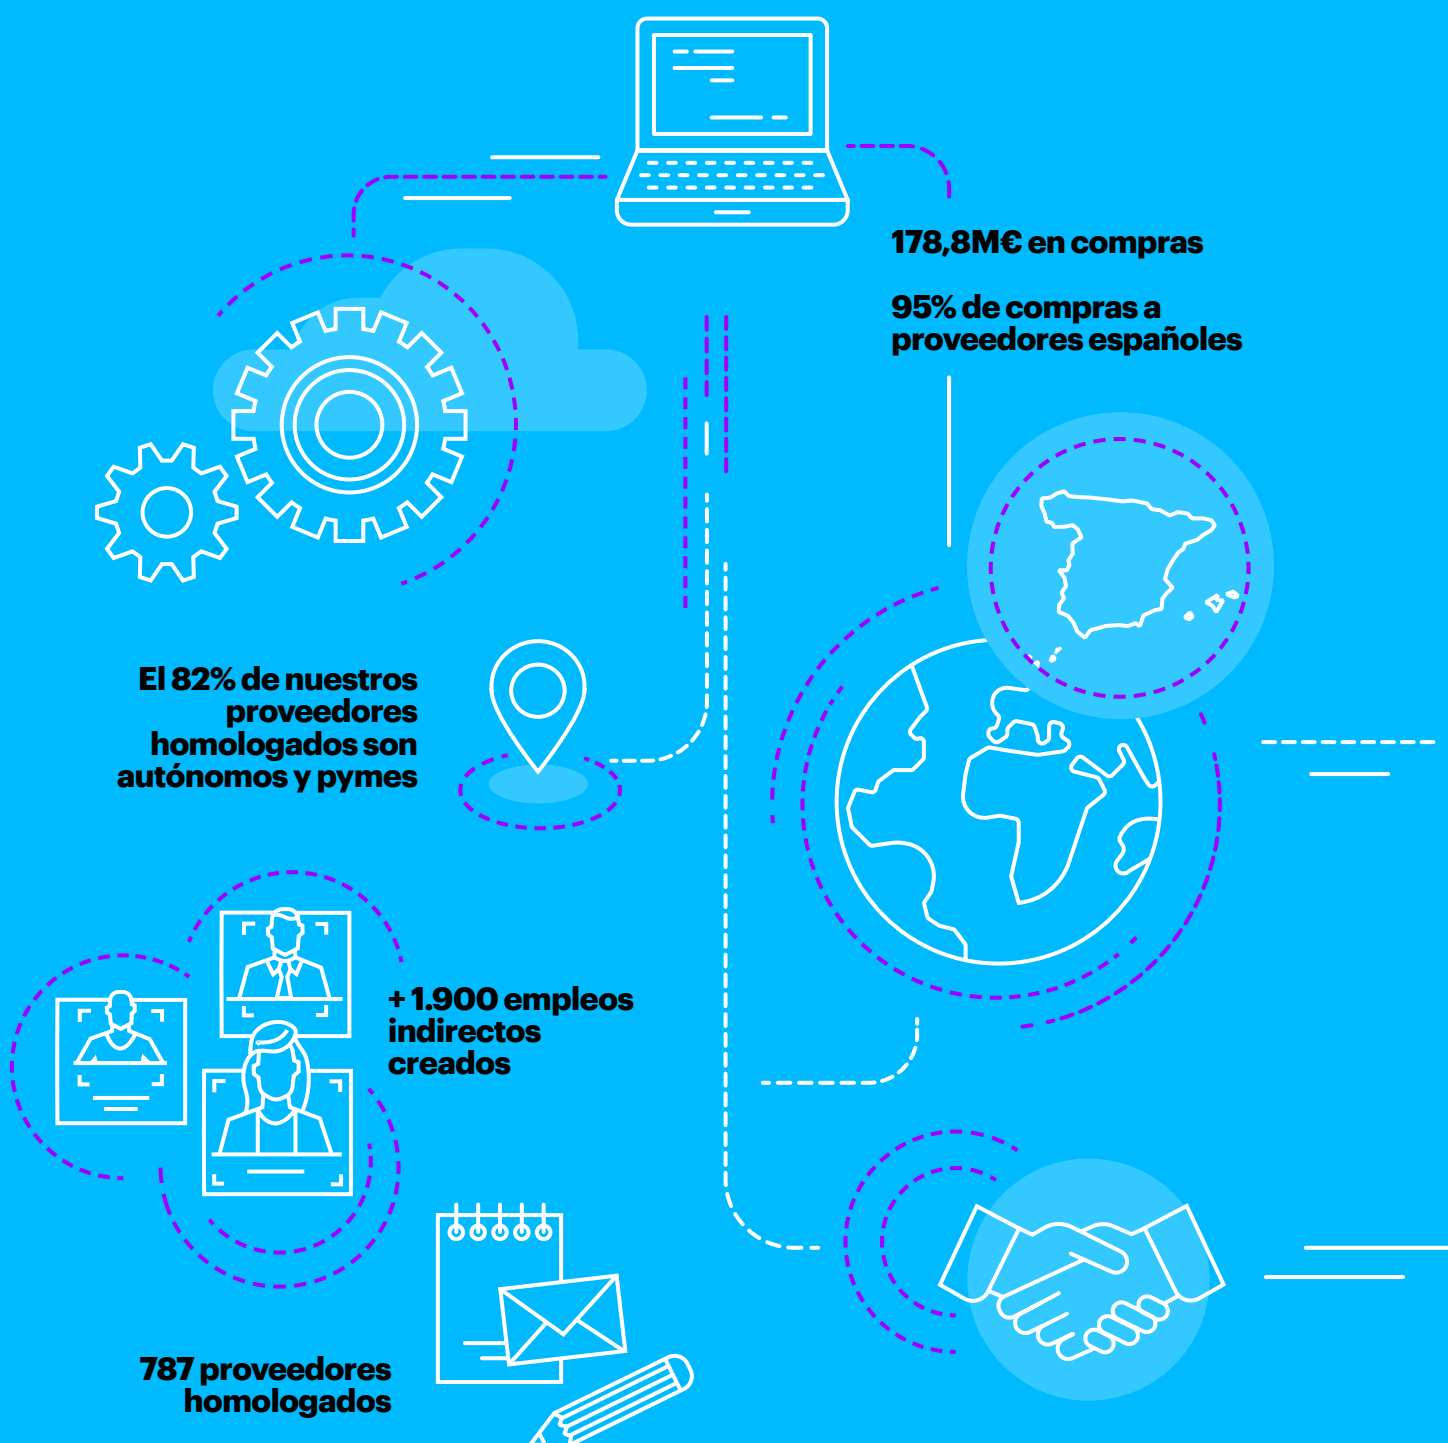 178,8M€ en compras
95% de compras a
proveedores españoles
El 82% de nuestros
proveedores
homologados son
autónomos y pymes
+ 1.900 empleos
indirectos
creados
787 proveedores
homologados